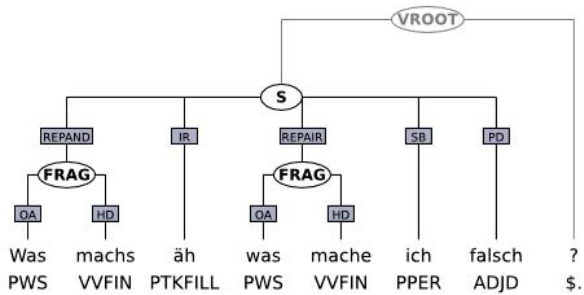 VROOT
S
REPAND IR REPAIR SB PD
FRAG FRAG
OA HD OA HD
Was machs äh was mache ich falsch ?
PWS VVFIN PTKFILL PWS VVFIN PPER ADJD $.